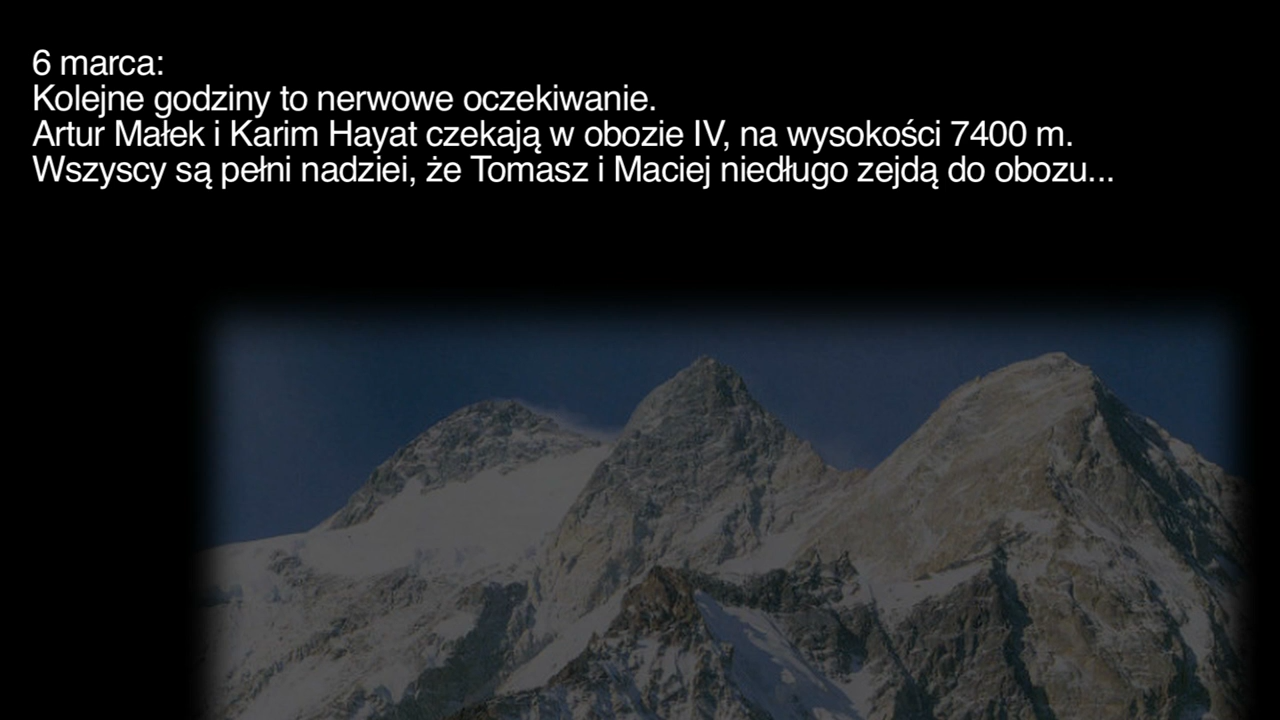 6 marca:
Kolejne godziny to nerwowe oczekiwanie.
Artur Małek i Karim Hayat czekają w obozie IV, na wysokości 7400 m.
Wszyscy są pełni nadziei, że Tomasz i Maciej niedługo zejdą do obozu...